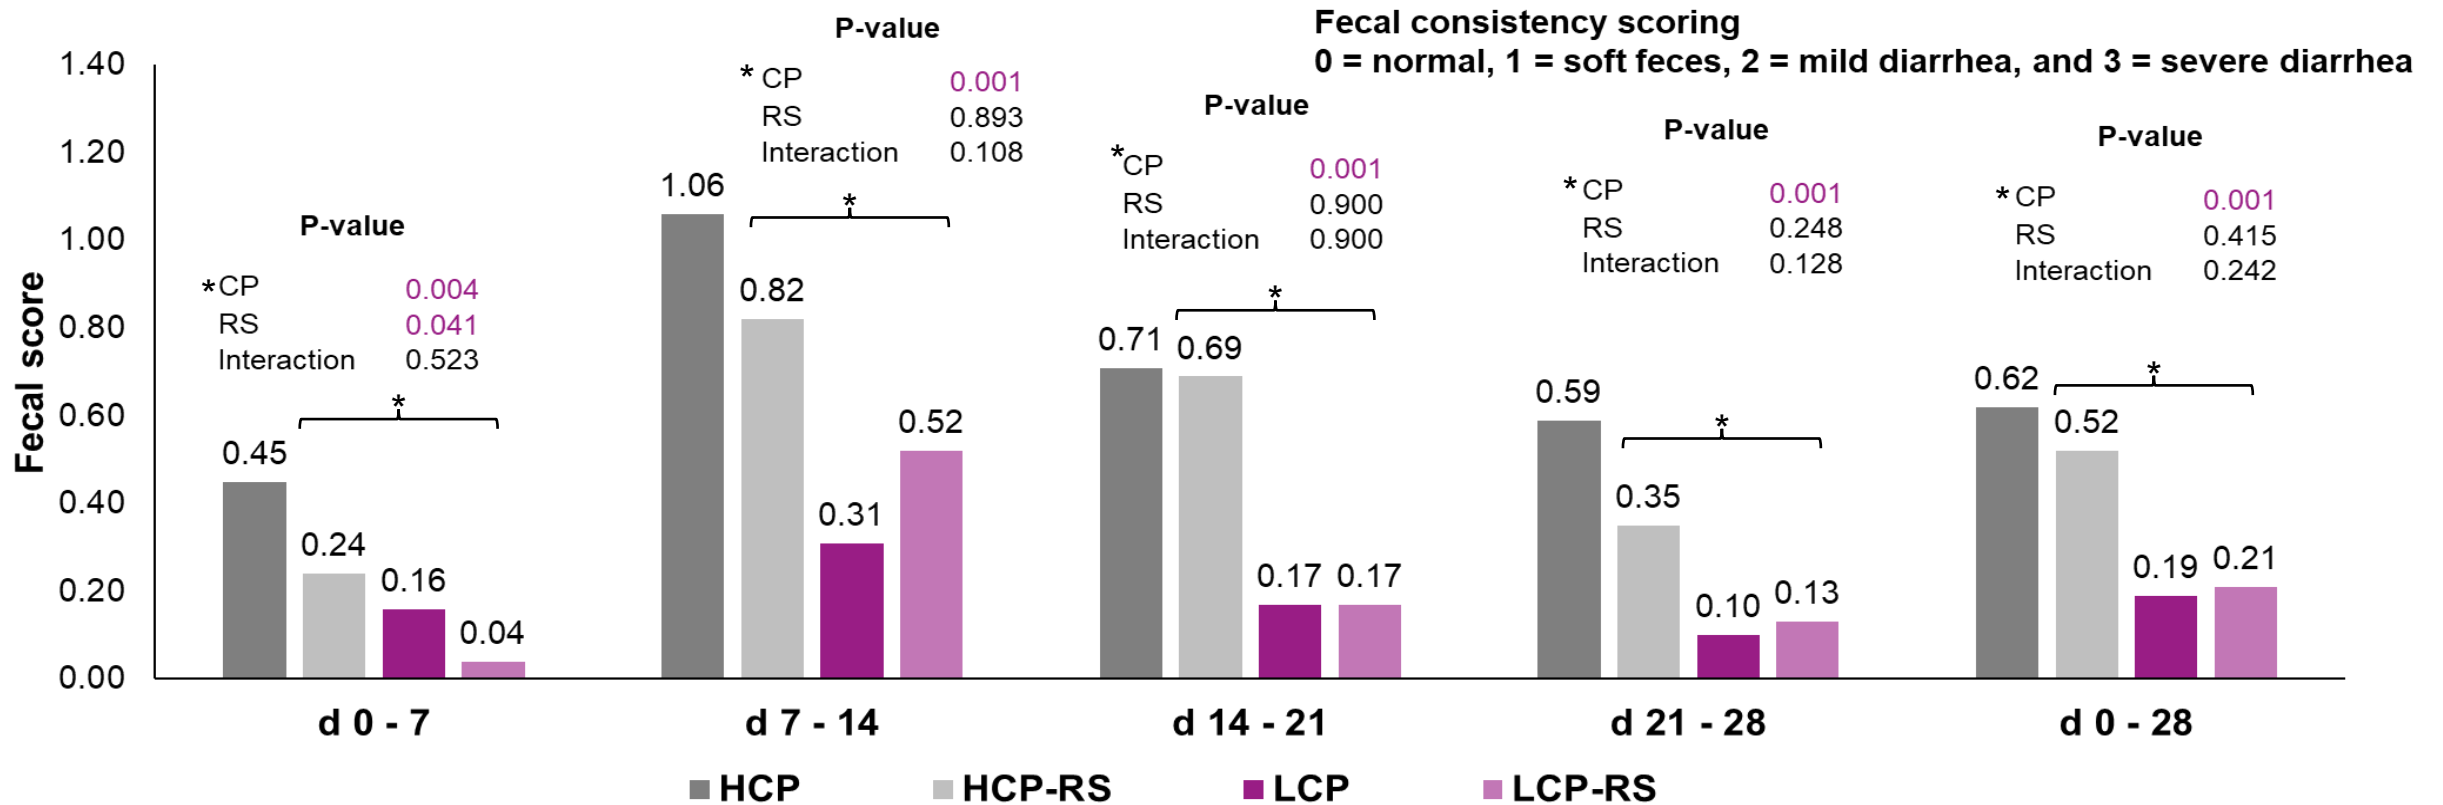 Fecal consistency scoring
0 = normal, 1 = soft feces, 2 = mild diarrhea, and 3 = severe diarrhea
Fecal score
1.40
1.20
1.00
0.80
0.60
0.40
0.20
0.00
P-value
*CP 0.004
RS 0.041
Interaction 0.523
*
0.45
0.24
0.16
0.04
P-value
* CP 0.001
RS 0.893
Interaction 0.108
*
1.06
0.82
0.31
0.52
P-value
*CP 0.001
RS 0.900
Interaction 0.900
*
0.71
0.69
0.17
0.17
P-value
* CP 0.001
RS 0.248
Interaction 0.128
*
0.59
0.35
0.10
0.13
P-value
* CP 0.001
RS 0.415
Interaction 0.242
*
0.62
0.52
0.19
0.21
d 0 - 7
d 7 - 14
d 14 - 21
d 21 - 28
d 0 - 28
HCP
HCP-RS
LCP
LCP-RS